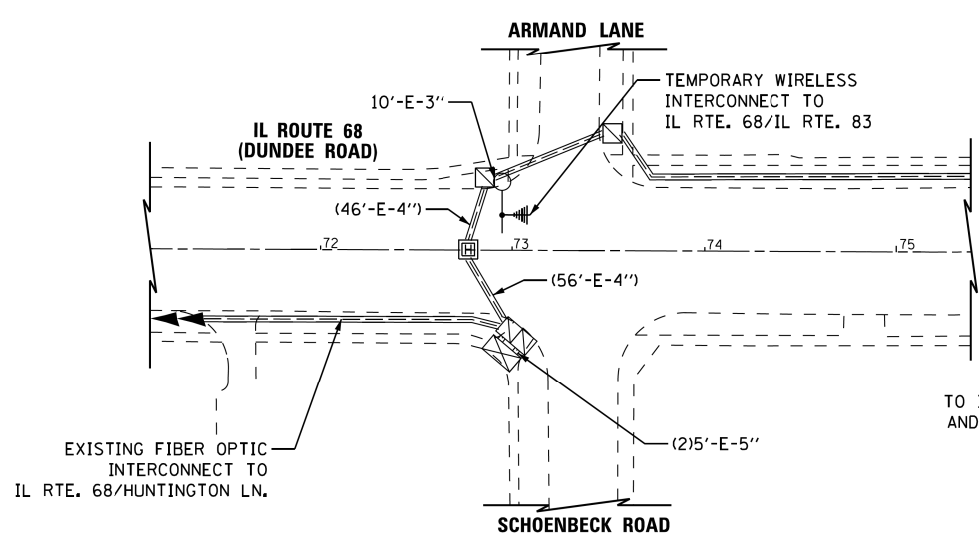 ARMAND LANE
TEMPORARY WIRELESS
INTERCONNECT TO
IL RTE. 68/IL RTE. 83
10'-E-3"
IL ROUTE 68
(DUNDEE ROAD)
(46'-E-4")
72
73
74
75
H
(56'-E-4")
TO
AND
(2)5'-E-5"
EXISTING FIBER OPTIC
INTERCONNECT TO
IL RTE. 68/HUNTINGTON LN.
SCHOENBECK ROAD